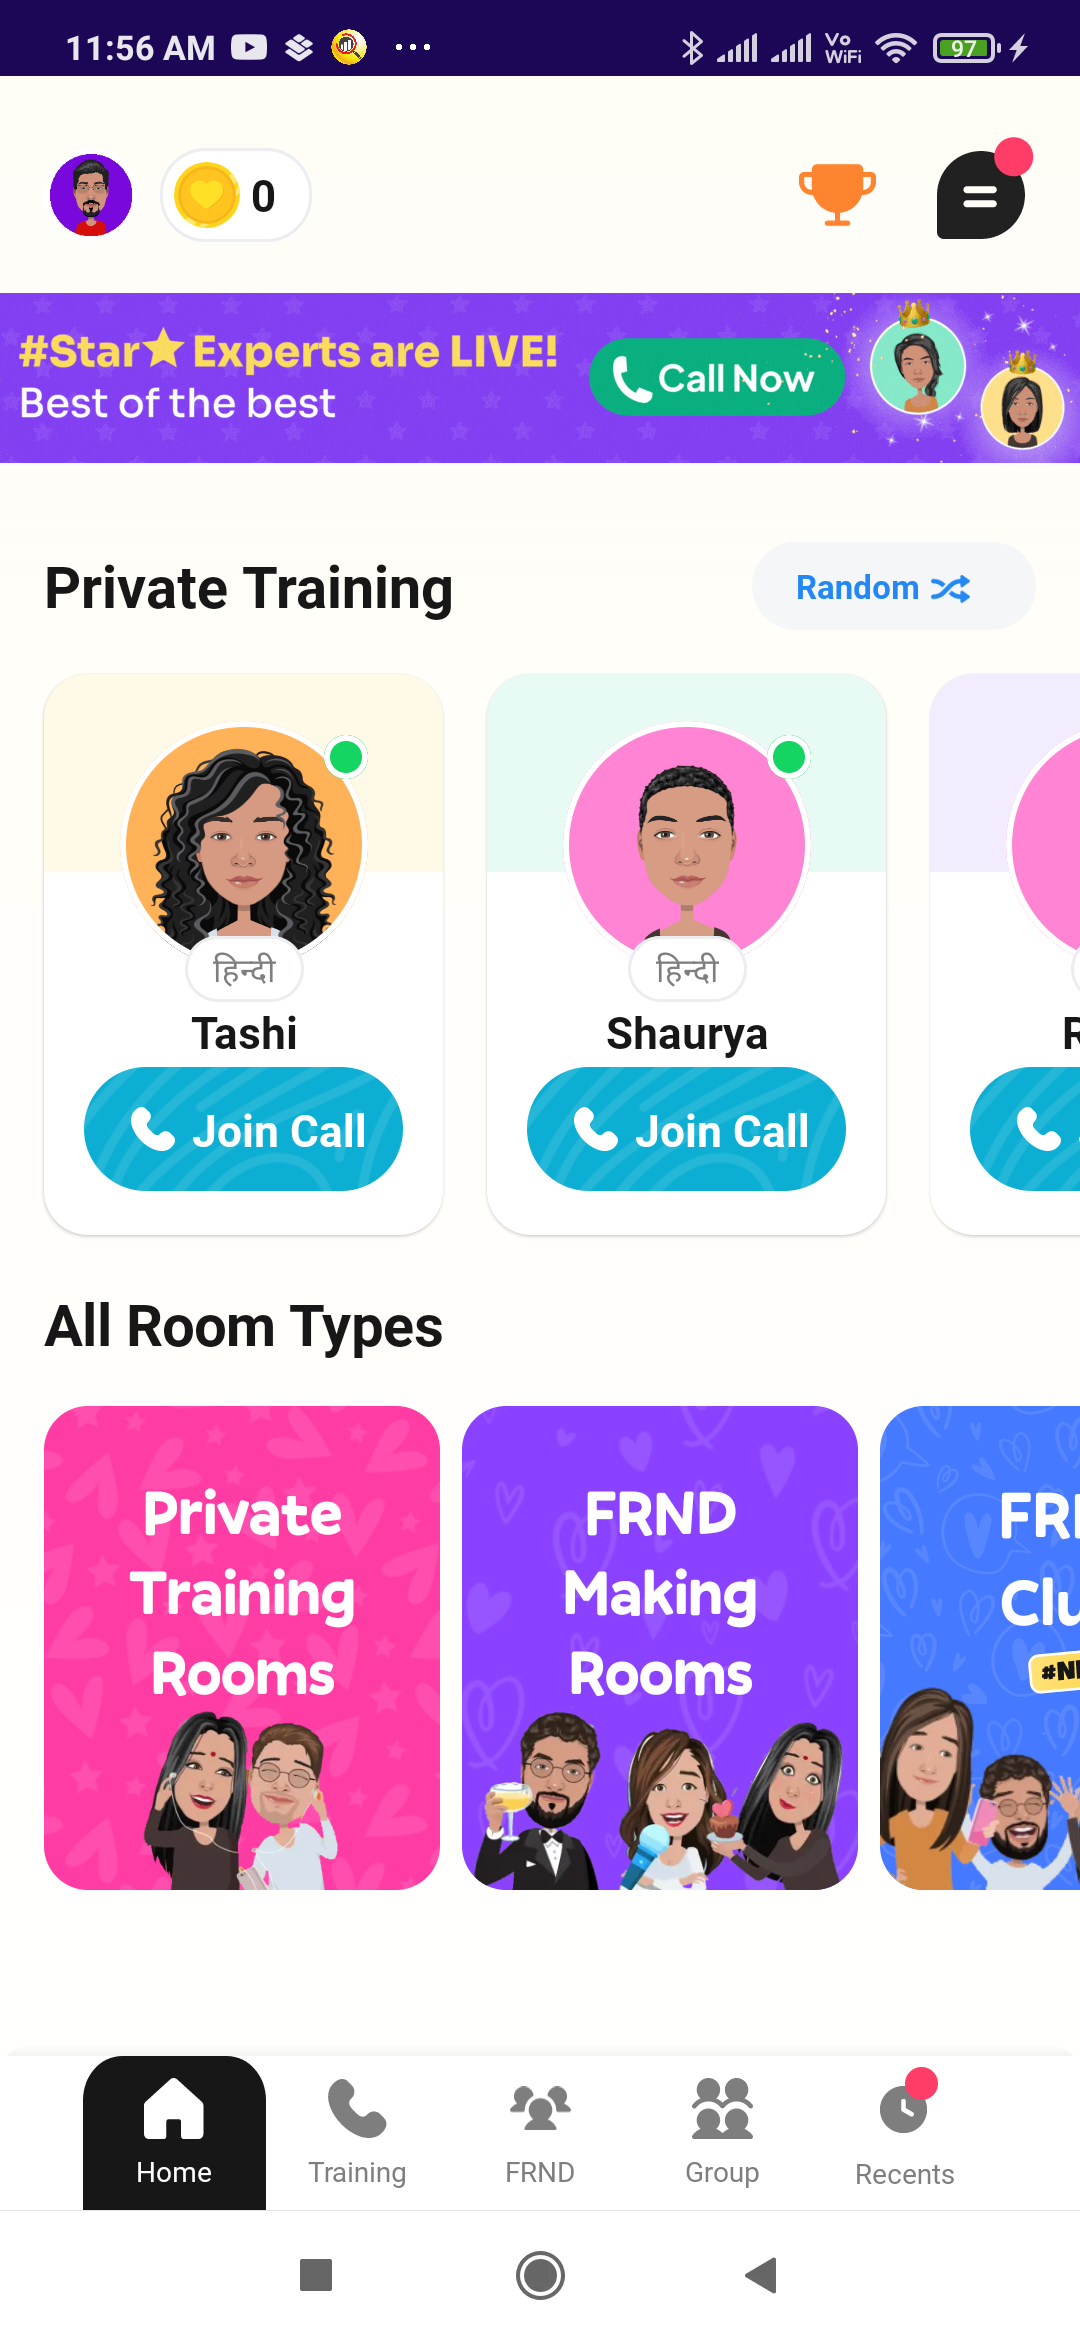 11:56 AM
Vo
WiFi
97
0
#Star Experts are LIVE!
Best of the best
Call Now
Private Training
Random
हिन्दी
हिन्दी
Tashi
Shaurya
R
Join Call
Join Call
All Room Types
Private
Training
Rooms
FRND
Making
Rooms
Home
Training
FRND
Group
Recents